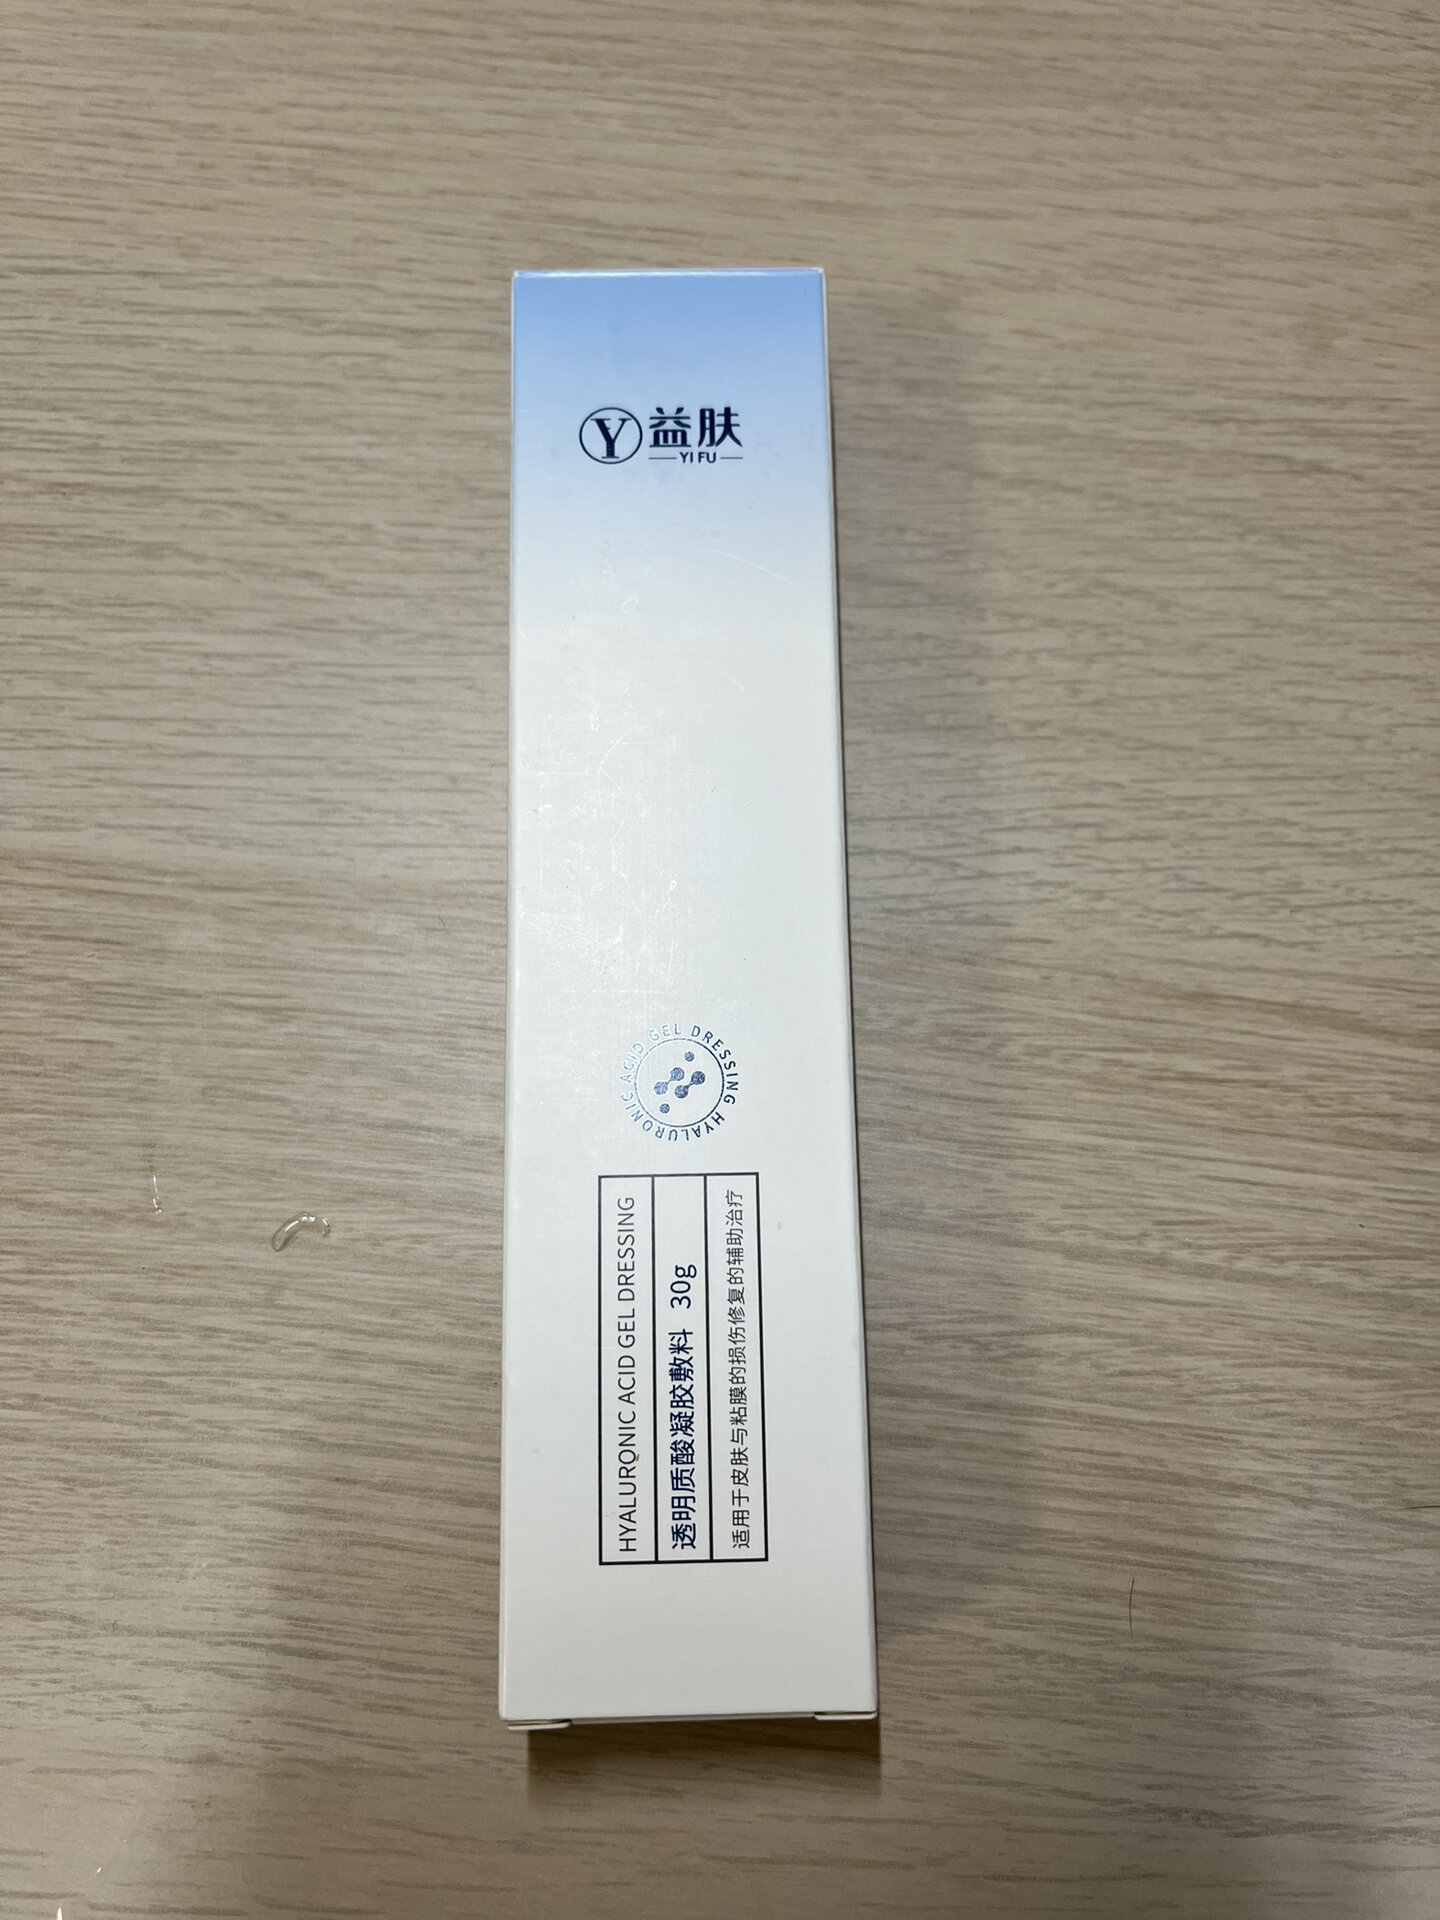 Y
益肤
YI FU
HYALURONIC ACID GEL DRESSING
HYALURONIC ACID GEL DRESSING
透明质酸凝胶敷料 30g
适用于皮肤与粘膜的损伤修复的辅助治疗